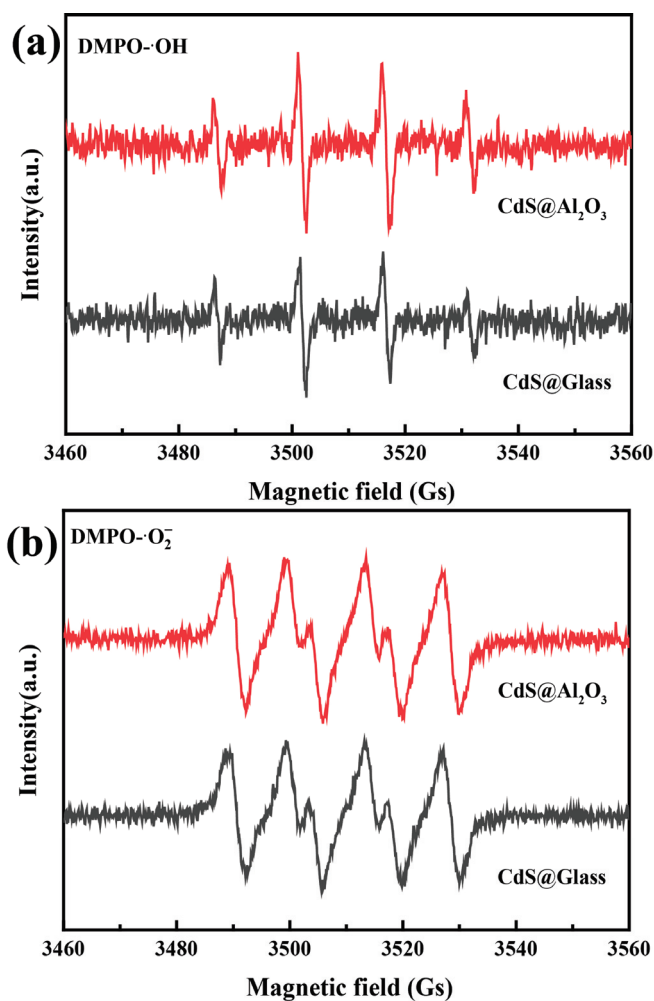 (a)
DMPO-·OH
CdS@Al₂O₃
CdS@Glass
Intensity(a.u.)
3460 3480 3500 3520 3540 3560
Magnetic field (Gs)
(b)
DMPO-·O₂⁻
CdS@Al₂O₃
CdS@Glass
Intensity(a.u.)
3460 3480 3500 3520 3540 3560
Magnetic field (Gs)